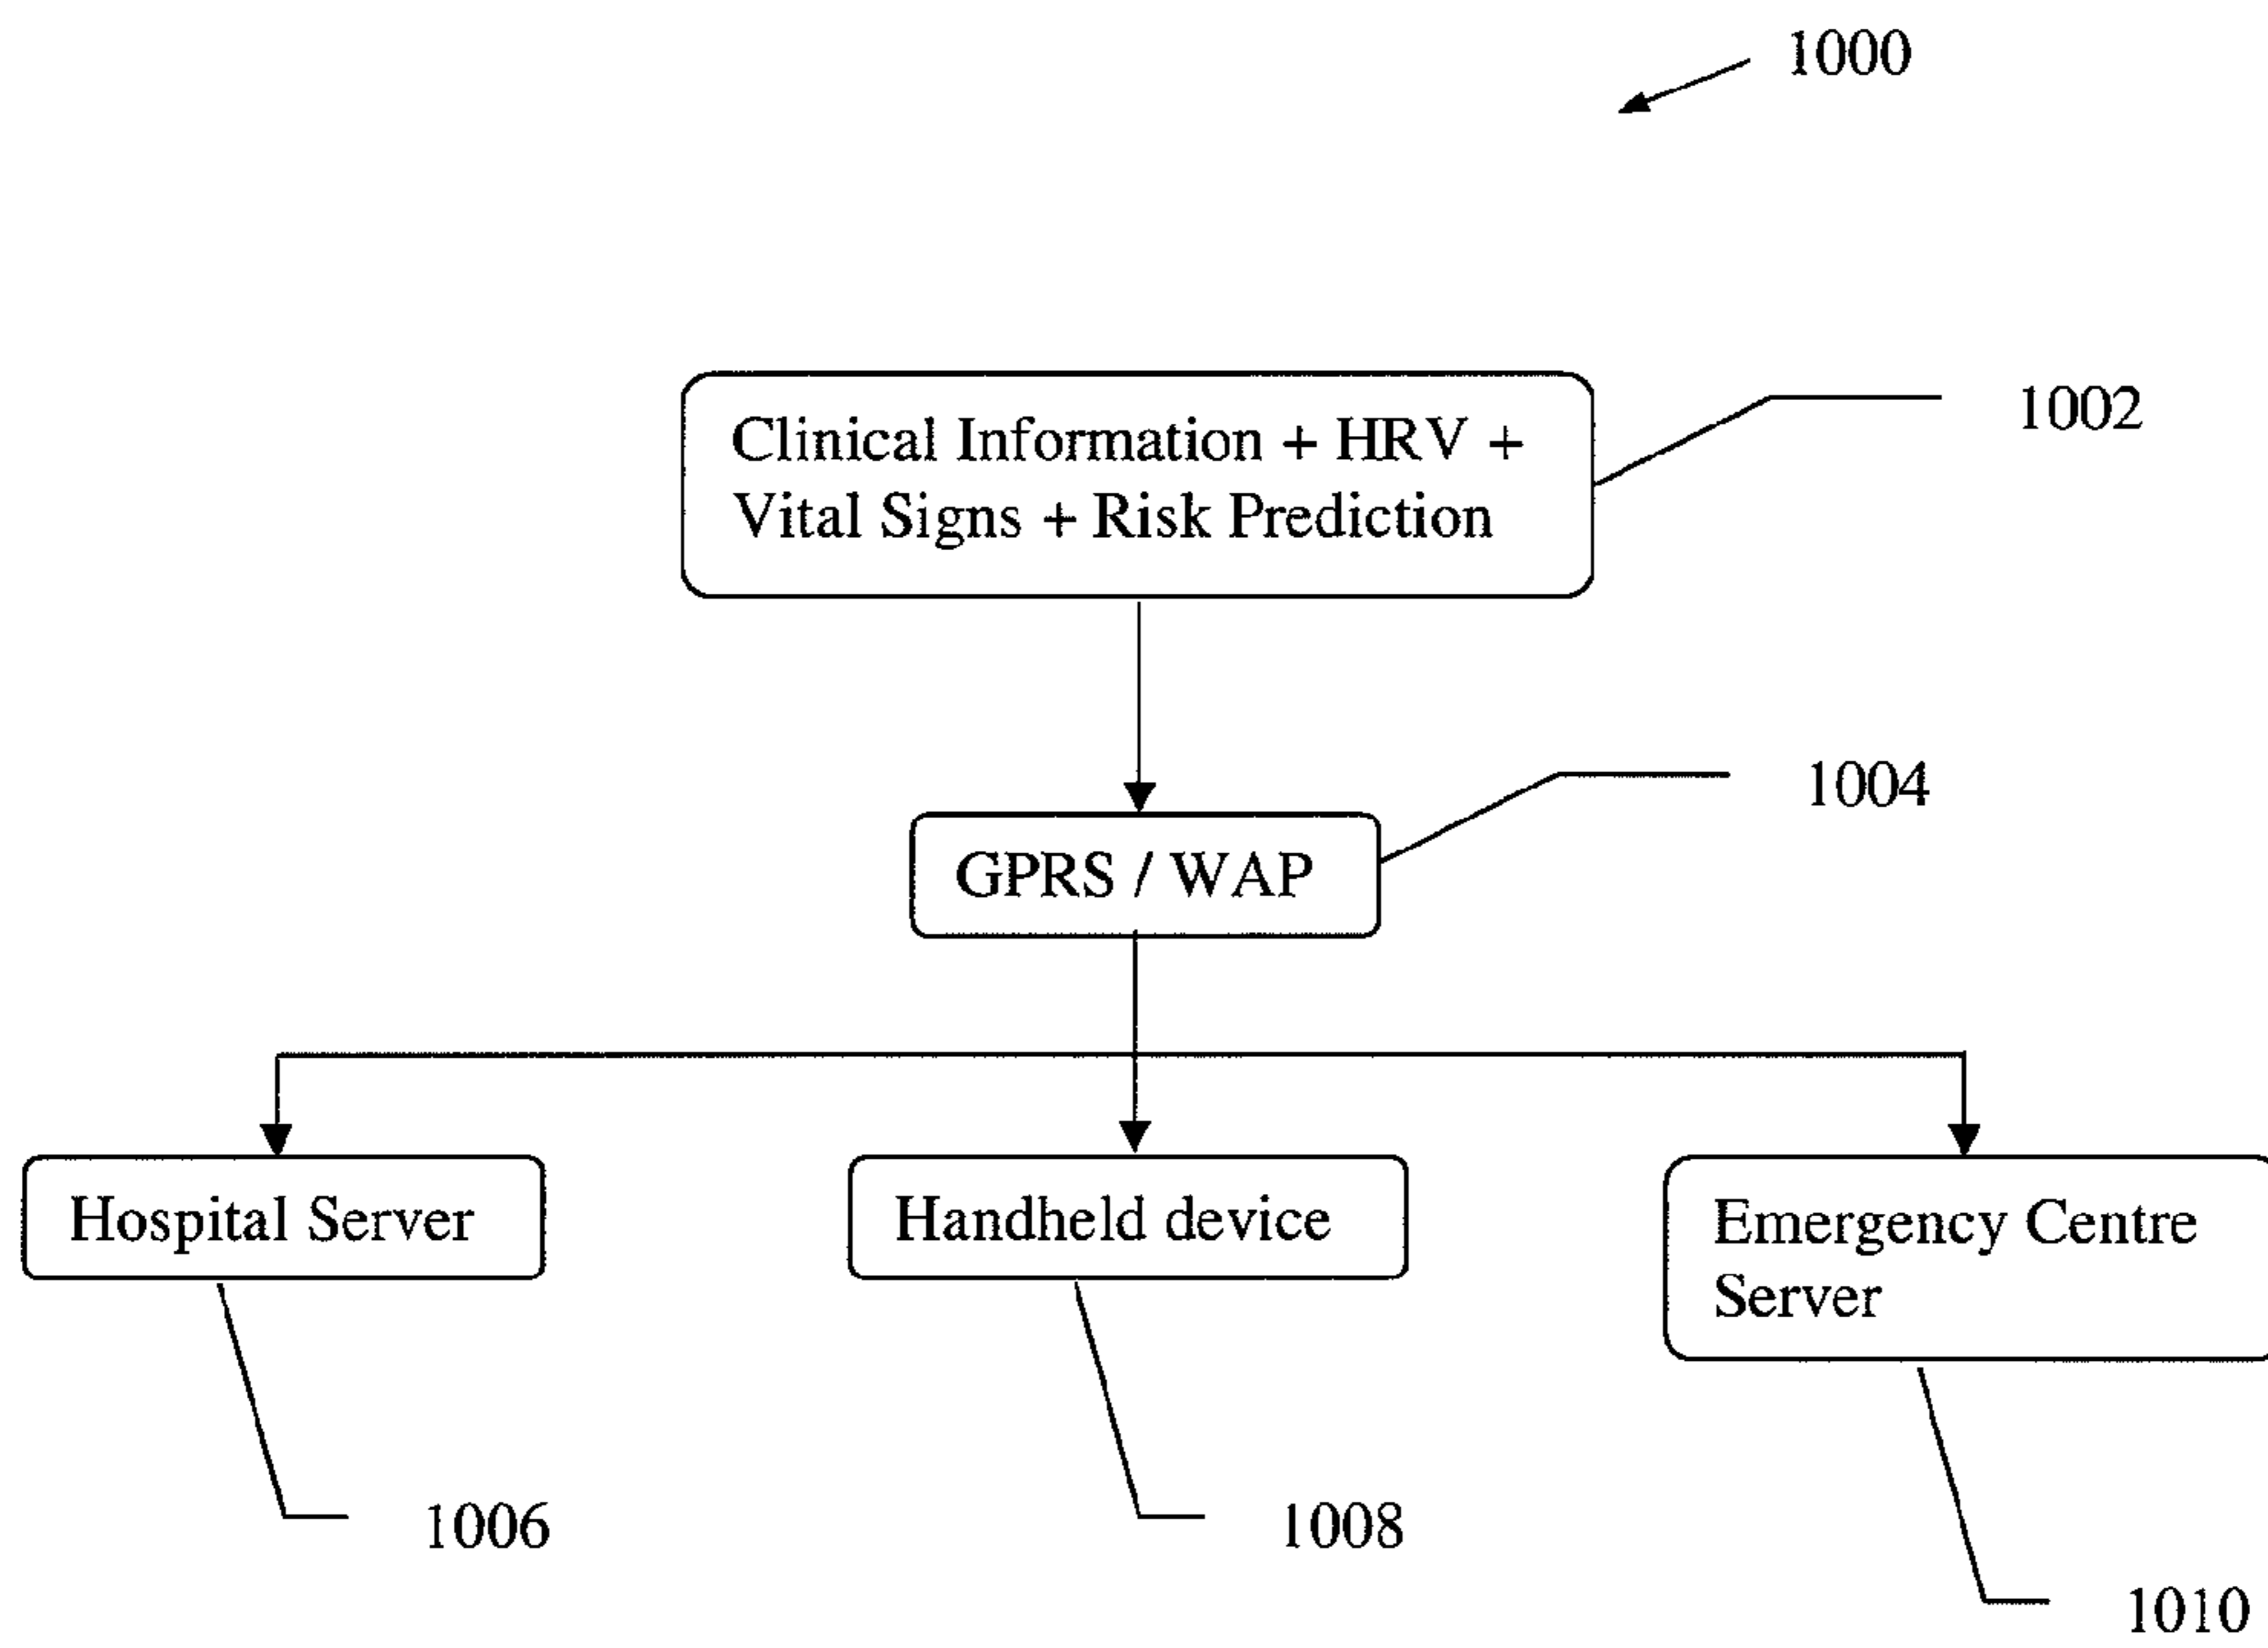 1000
Clinical Information + HRV +
Vital Signs + Risk Prediction
1002
1004
GPRS / WAP
Hospital Server
Handheld device
Emergency Centre
Server
1006
1008
1010